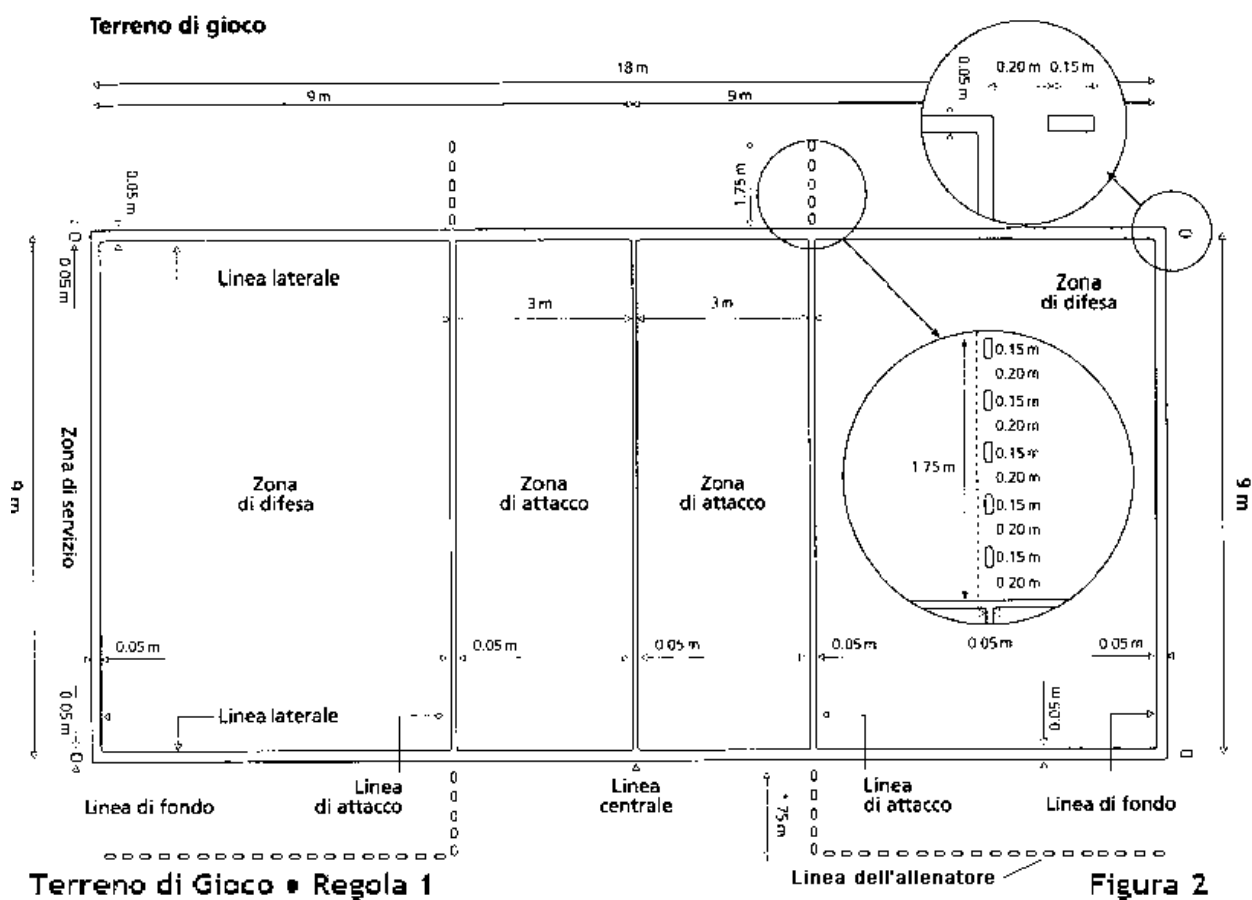 Terreno di gioco
18 m
9 m
9 m
0.05 m
0.20 m 0.15 m
0.05 m
1.75 m
0.05 m
Linea laterale
3 m
3 m
Zona
di difesa
0.15 m
0.20 m
0.15 m
0.20 m
0.15 m
0.20 m
0.15 m
0.20 m
0.15 m
0.20 m
1.75 m
9 m
Zona di servizio
Zona
di difesa
Zona
di attacco
Zona
di attacco
9 m
0.05 m
0.05 m
0.05 m
0.05 m
0.05 m
0.05 m
0.05 m
Linea laterale
0.05 m
Linea di fondo
Linea
di attacco
Linea
centrale
75 m
Linea
di attacco
Linea di fondo
Linea dell'allenatore
Terreno di Gioco • Regola 1
Figura 2